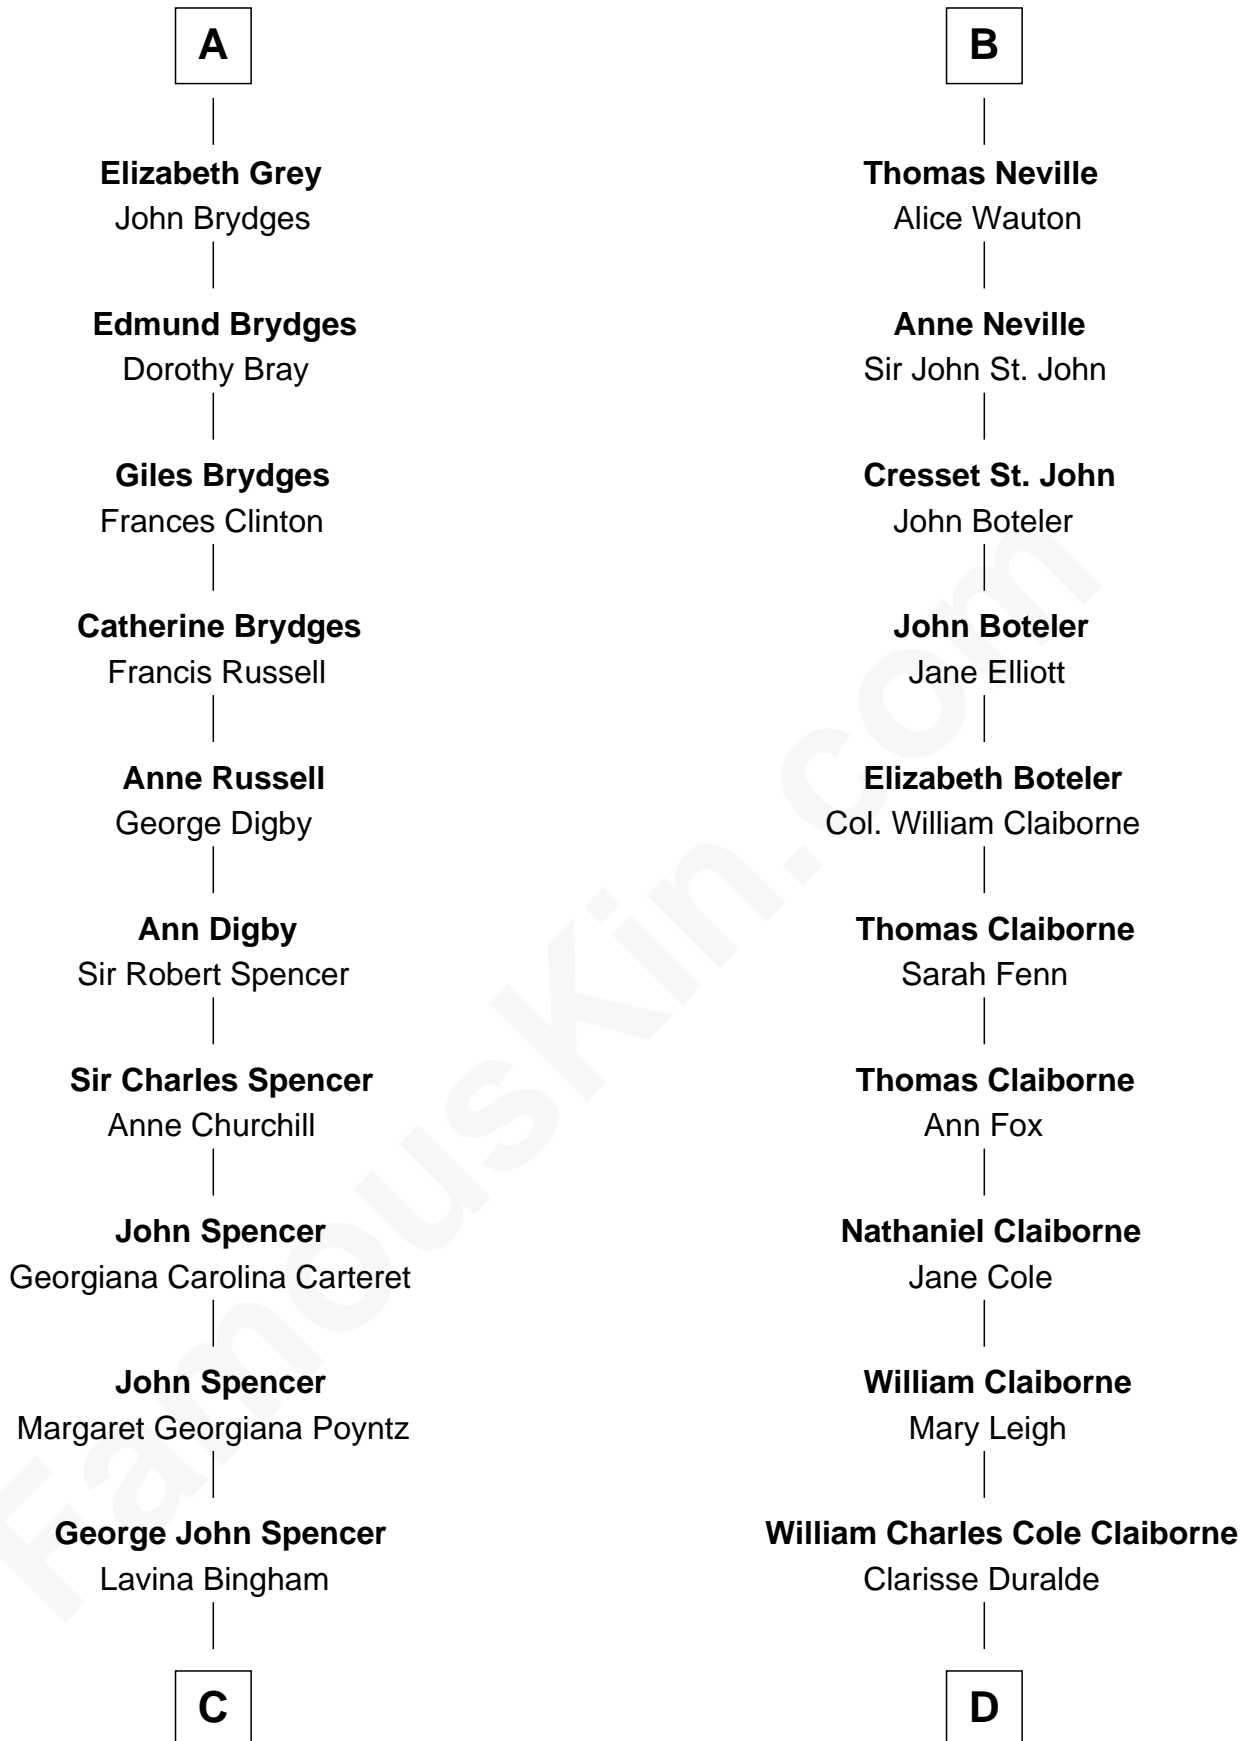 A
Elizabeth Grey
John Brydges
Edmund Brydges
Dorothy Bray
Giles Brydges
Frances Clinton
Catherine Brydges
Francis Russell
Anne Russell
George Digby
Ann Digby
Sir Robert Spencer
Sir Charles Spencer
Anne Churchill
John Spencer
Georgiana Carolina Carteret
John Spencer
Margaret Georgiana Poyntz
George John Spencer
Lavina Bingham
C
B
Thomas Neville
Alice Wauton
Anne Neville
Sir John St. John
Cresset St. John
John Boteler
John Boteler
Jane Elliott
Elizabeth Boteler
Col. William Claiborne
Thomas Claiborne
Sarah Fenn
Thomas Claiborne
Ann Fox
Nathaniel Claiborne
Jane Cole
William Claiborne
Mary Leigh
William Charles Cole Claiborne
Clarisse Duralde
D
FamousKin.com